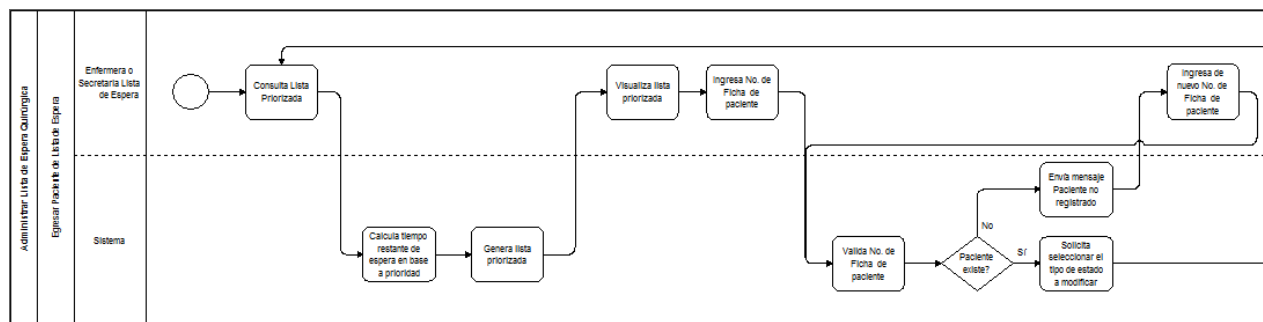 Administrar Lista de Espera Quirúrgica
Egresar Paciente de Lista de Espera
Enfermera o
Secretaria Lista
de Espera
Sistema
Consulta Lista
Priorizada
Calcula tiempo
restante de
espera en base
a prioridad
Genera lista
priorizada
Visualiza lista
priorizada
Ingresa No. de
Ficha de
paciente
Valida No. de
Ficha de
paciente
Paciente
existe?
No
Sí
Envía mensaje
Paciente no
registrado
Solicita
seleccionar el
tipo de estado
a modificar
Ingresa de
nuevo No. de
Ficha de
paciente